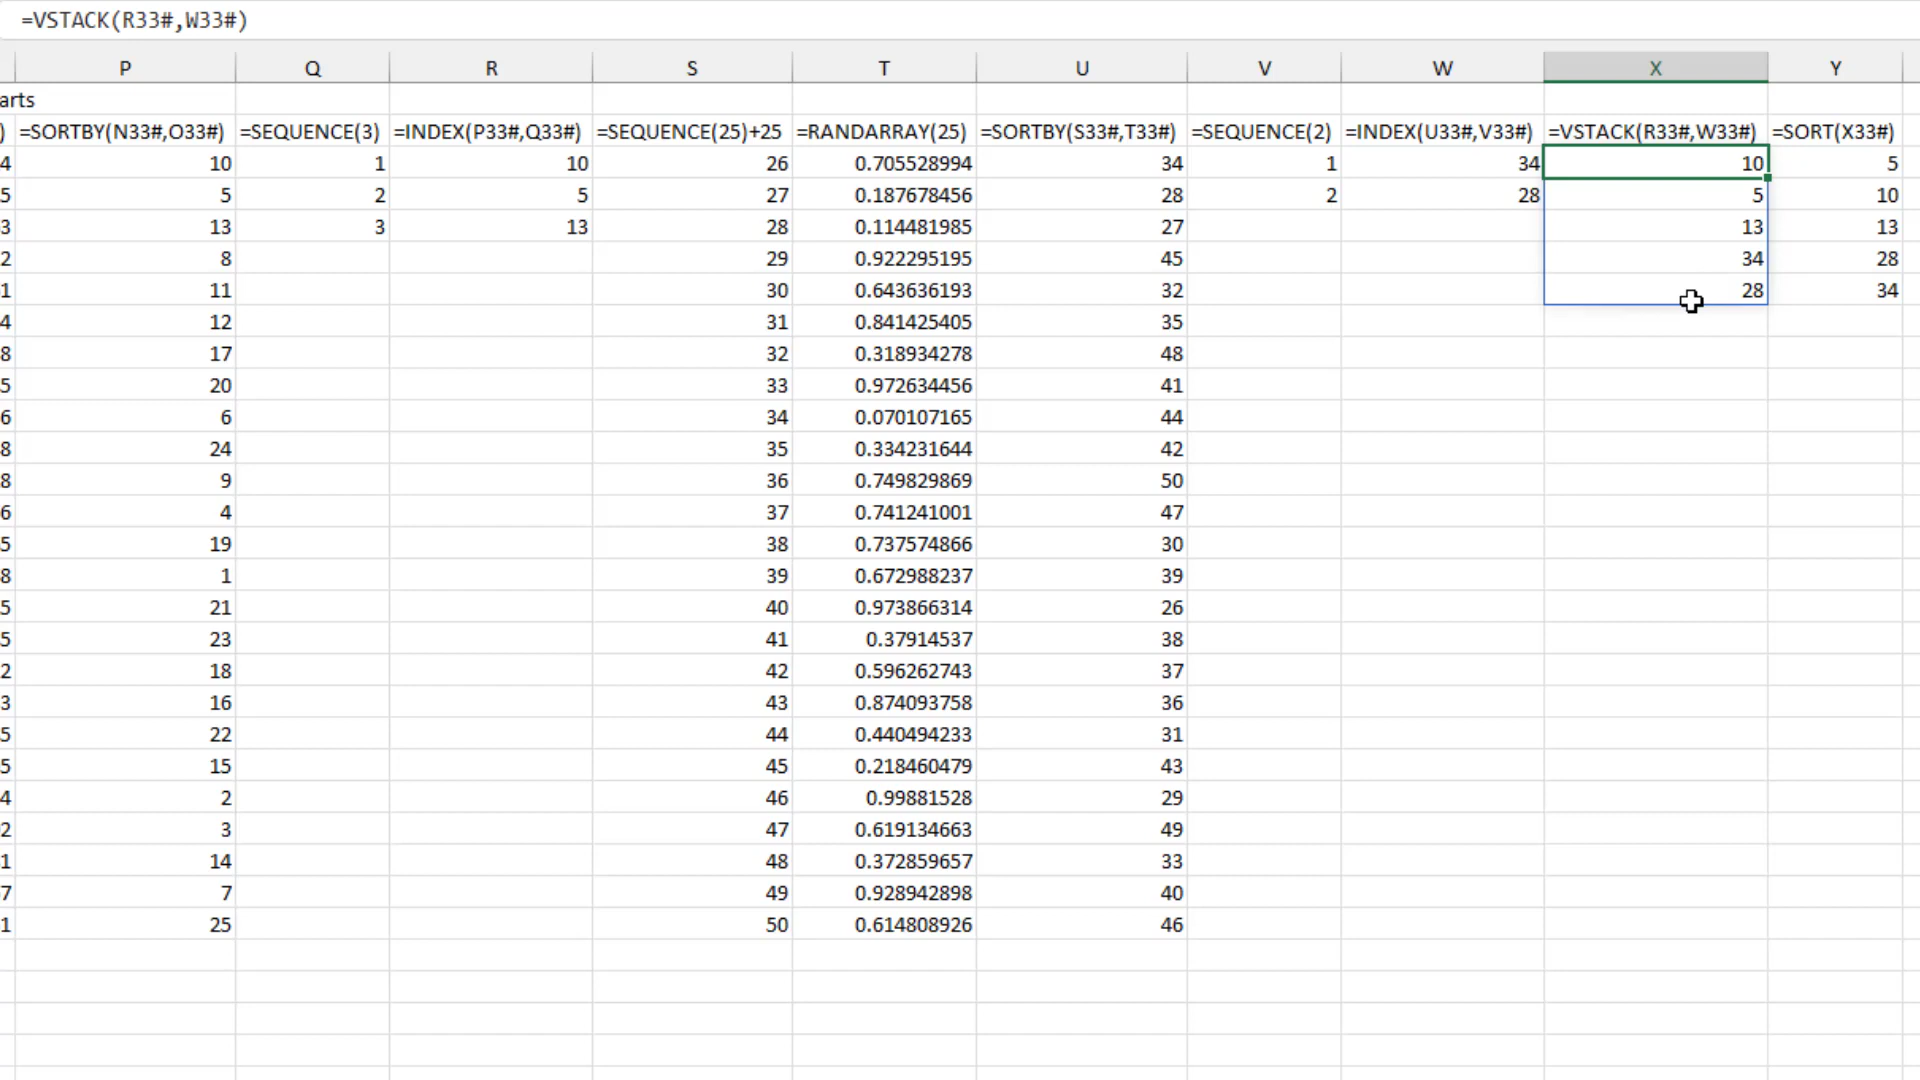 =VSTACK(R33#,W33#)
P Q R S T U V W X Y
arts
) =SORTBY(N33#,O33#) =SEQUENCE(3) =INDEX(P33#,Q33#) =SEQUENCE(25)+25 =RANDARRAY(25) =SORTBY(S33#,T33#) =SEQUENCE(2) =INDEX(U33#,V33#) =VSTACK(R33#,W33#) =SORT(X33#)
4 10 1 10 26 0.705528994 34 1 34 10 5
5 5 2 5 27 0.187678456 28 2 28 5 10
3 13 3 13 28 0.114481985 27 13 13
2 8 29 0.922295195 45 34 28
1 11 30 0.643636193 32 28 34
4 12 31 0.841425405 35
8 17 32 0.318934278 48
5 20 33 0.972634456 41
6 6 34 0.070107165 44
8 24 35 0.334231644 42
8 9 36 0.749829869 50
6 4 37 0.741241001 47
5 19 38 0.737574866 30
8 1 39 0.672988237 39
5 21 40 0.973866314 26
5 23 41 0.37914537 38
2 18 42 0.596262743 37
3 16 43 0.874093758 36
5 22 44 0.440494233 31
5 15 45 0.218460479 43
4 2 46 0.99881528 29
2 3 47 0.619134663 49
1 14 48 0.372859657 33
7 7 49 0.928942898 40
1 25 50 0.614808926 46